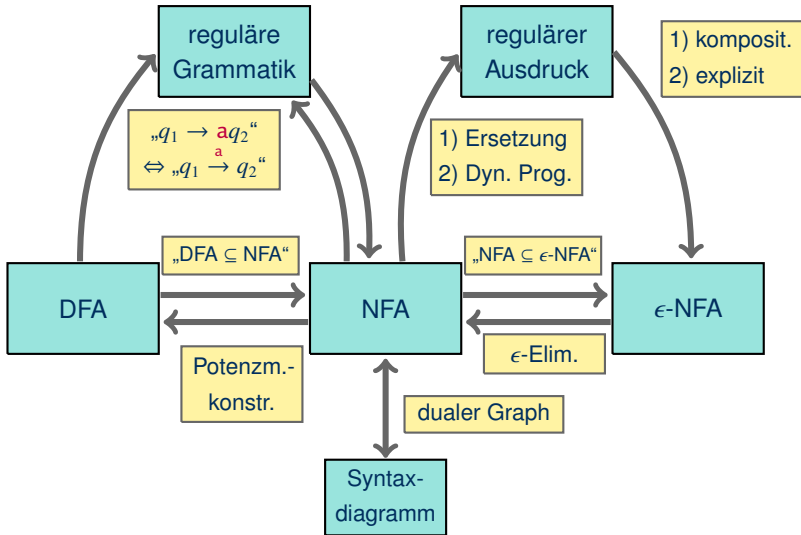 reguläre
Grammatik
regulärer
Ausdruck
1) komposit.
2) explizit
„q₁ → aq₂“
⇔ „q₁ →ᵃ q₂“
1) Ersetzung
2) Dyn. Prog.
„DFA ⊆ NFA“
„NFA ⊆ ϵ-NFA“
DFA
NFA
ϵ-NFA
Potenzm.-
konstr.
ϵ-Elim.
dualer Graph
Syntax-
diagramm